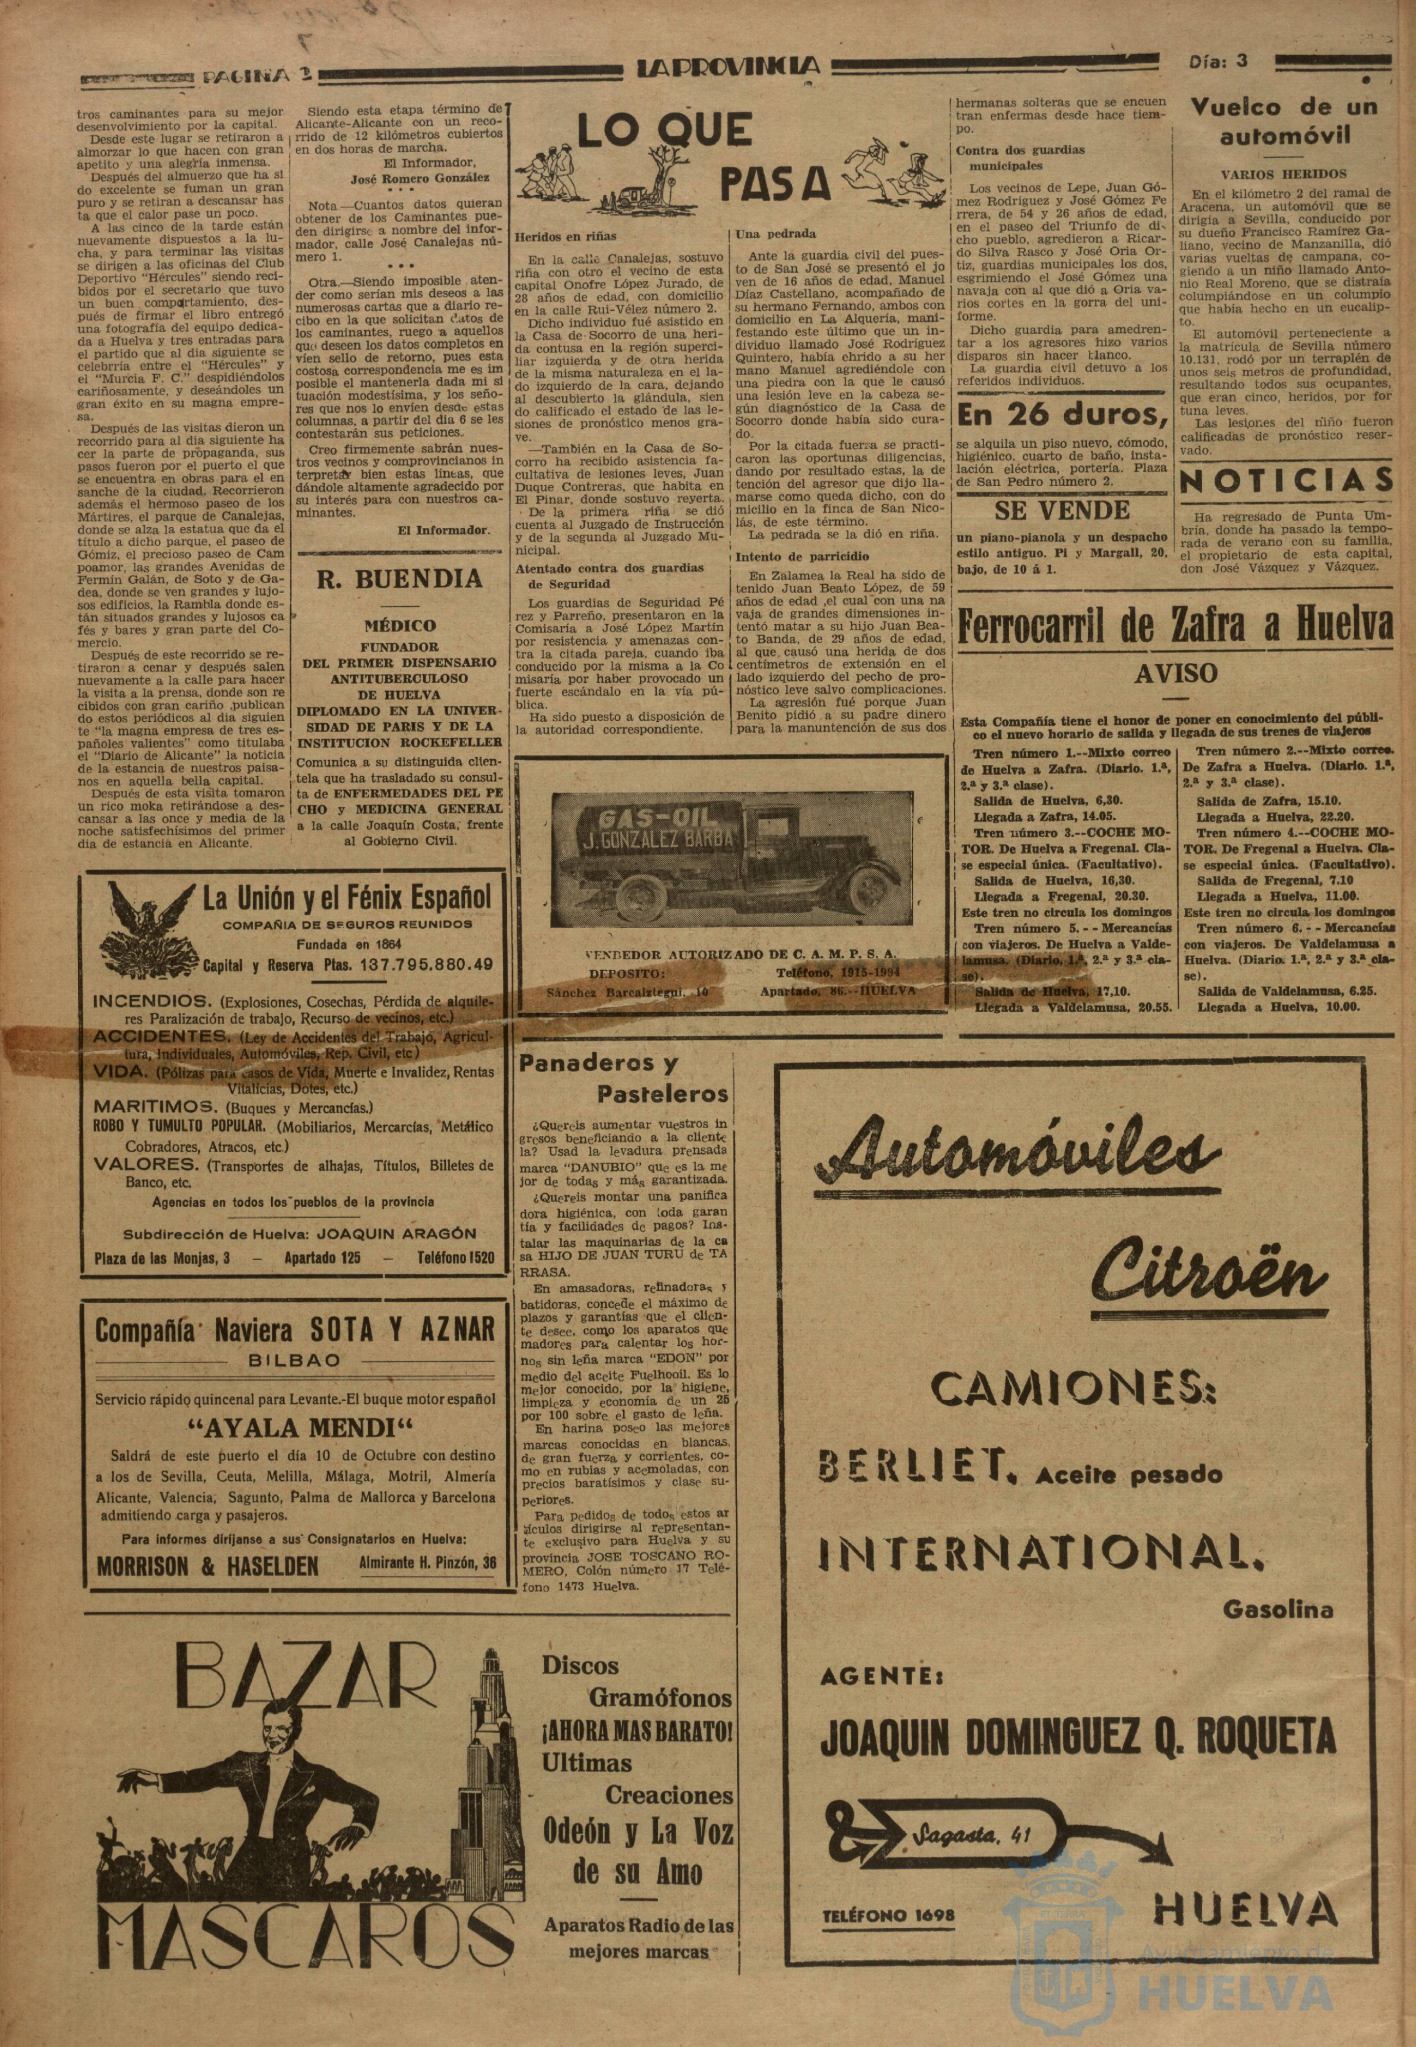 PAGINA 2
LA PROVINCIA
Día: 3
tros caminantes para su mejor
desenvolvimiento por la capital.
Desde este lugar se retiraron a
almorzar lo que hacen con gran
apetito y una alegría inmensa.
Después del almuerzo que ha si
do excelente se fuman un gran
puro y se retiran a descansar has
ta que el calor pase un poco.
A las cinco de la tarde están
nuevamente dispuestos a la lu-
cha, y para terminar las visitas
se dirigen a las oficinas del Club
Deportivo "Hércules" siendo reci-
bidos por el secretario que tuvo
un buen comportamiento, des-
pués de firmar el libro entregó
una fotografía del equipo dedica-
da a Huelva y tres entradas para
el partido que al día siguiente se
celebría entre el "Hércules" y
el "Murcia F. C." despidiéndolos
cariñosamente, y deseándoles un
gran éxito en su magna empre-
sa.
Después de las visitas dieron un
recorrido para al día siguiente ha
cer la parte de propaganda, sus
pasos fueron por el puerto el que
se encuentra en obras para el en
sanche de la ciudad. Recorrieron
además el hermoso paseo de los
Mártires, el parque de Canalejas,
donde se alza la estatua que da el
título a dicho parque, el paseo de
Gómiz, el precioso paseo de Cam
poamor, las grandes Avenidas de
Fermín Galán, de Soto y de Ga-
dea, donde se ven grandes y lujo-
sos edificios, la Rambla donde es-
tán situados grandes y lujosos ca
fés y bares y gran parte del Co-
mercio.
Después de este recorrido se re-
tiraron a cenar y después salen
nuevamente a la calle para hacer
la visita a la prensa, donde son re
cibidos con gran cariño ,publican
do estos periódicos al día siguien
te "la magna empresa de tres es-
pañoles valientes" como titulaba
el "Diario de Alicante" la noticia
de la estancia de nuestros paisa-
nos en aquella bella capital.
Después de esta visita tomaron
un rico moka retirándose a des-
cansar a las once y media de la
noche satisfechísimos del primer
dia de estancia en Alicante.
Siendo esta etapa término de
Alicante-Alicante con un reco-
rrido de 12 kilómetros cubiertos
en dos horas de marcha.
El Informador,
José Romero González
* * *
Nota.—Cuantos datos quieran
obtener de los Caminantes pue-
den dirigirse a nombre del infor-
mador, calle José Canalejas nú-
mero 1.
* * *
Otra.—Siendo imposible aten-
der como serían mis deseos a las
numerosas cartas que a diario re-
cibo en la que solicitan datos de
los caminantes, ruego a aquellos
que deseen los datos completos en
víen sello de retorno, pues esta
costosa correspondencia me es im
posible el mantenerla dada mi si
tuación modestísima, y los seño-
res que nos lo envíen desde estas
columnas, a partir del día 6 se les
contestarán sus peticiones.
Creo firmemente sabrán nues-
tros vecinos y comprovincianos in
terpretar bien estas líneas, que
dándole altamente agradecido por
su interés para con nuestros ca-
minantes.
El Informador.
R. BUENDIA
MÉDICO
FUNDADOR
DEL PRIMER DISPENSARIO
ANTITUBERCULOSO
DE HUELVA
DIPLOMADO EN LA UNIVER-
SIDAD DE PARIS Y DE LA
INSTITUCION ROCKEFELLER
Comunica a su distinguida clien-
tela que ha trasladado su consul-
ta de ENFERMEDADES DEL PE
CHO y MEDICINA GENERAL
a la calle Joaquín Costa, frente
al Gobierno Civil.
La Unión y el Fénix Español
COMPAÑIA DE SEGUROS REUNIDOS
Fundada en 1864
Capital y Reserva Ptas. 137.795.880.49
INCENDIOS. (Explosiones, Cosechas, Pérdida de alquile-
res Paralización de trabajo, Recurso de vecinos, etc.)
ACCIDENTES. (Ley de Accidentes del Trabajo, Agricul-
tura, Individuales, Automóviles, Rep. Civil, etc)
VIDA. (Pólizas para casos de Vida, Muerte e Invalidez, Rentas
Vitalicias, Dotes, etc.)
MARITIMOS. (Buques y Mercancías.)
ROBO Y TUMULTO POPULAR. (Mobiliarios, Mercarcías, Metálico
Cobradores, Atracos, etc.)
VALORES. (Transportes de alhajas, Títulos, Billetes de
Banco, etc.
Agencias en todos los pueblos de la provincia
Subdirección de Huelva: JOAQUIN ARAGÓN
Plaza de las Monjas, 3 — Apartado 125 — Teléfono 1520
Compañía Naviera SOTA Y AZNAR
BILBAO
Servicio rápido quincenal para Levante.-El buque motor español
"AYALA MENDI"
Saldrá de este puerto el día 10 de Octubre con destino
a los de Sevilla, Ceuta, Melilla, Málaga, Motril, Almería
Alicante, Valencia, Sagunto, Palma de Mallorca y Barcelona
admitiendo carga y pasajeros.
Para informes diríjanse a sus Consignatarios en Huelva:
MORRISON & HASELDEN Almirante H. Pinzón, 36
LO QUE
PASA
Heridos en riñas
En la calle Canalejas, sostuvo
riña con otro el vecino de esta
capital Onofre López Jurado, de
28 años de edad, con domicilio
en la calle Rui-Vélez número 2.
Dicho individuo fué asistido en
la Casa de Socorro de una heri-
da contusa en la región superci-
liar izquierda y de otra herida
de la misma naturaleza en el la-
do izquierdo de la cara, dejando
al descubierto la glándula, sien
do calificado el estado de las le-
siones de pronóstico menos gra-
ve.
—También en la Casa de So-
corro ha recibido asistencia fa-
cultativa de lesiones leves, Juan
Duque Contreras, que habita en
El Pinar, donde sostuvo reyerta.
De la primera riña se dió
cuenta al Juzgado de Instrucción
y de la segunda al Juzgado Mu-
nicipal.
Atentado contra dos guardias
de Seguridad
Los guardias de Seguridad Pé
rez y Parreño, presentaron en la
Comisaría a José López Martín
por resistencia y amenazas con-
tra la citada pareja, cuando iba
conducido por la misma a la Co
misaría por haber provocado un
fuerte escándalo en la vía pú-
blica.
Ha sido puesto a disposición de
la autoridad correspondiente.
Una pedrada
Ante la guardia civil del pues-
to de San José se presentó el jo
ven de 16 años de edad, Manuel
Díaz Castellano, acompañado de
su hermano Fernando, ambos con
domicilio en La Alquería, mani-
festando este último que un in-
dividuo llamado José Rodríguez
Quintero, había ehrido a su her
mano Manuel agrediéndole con
una piedra con la que le causó
una lesión leve en la cabeza se-
gún diagnóstico de la Casa de
Socorro donde había sido cura-
do.
Por la citada fuerza se practi-
caron las oportunas diligencias,
dando por resultado estas, la de
tención del agresor que dijo lla-
marse como queda dicho, con do
micilio en la finca de San Nico-
lás, de este término.
La pedrada se la dió en riña.
Intento de parricidio
En Zalamea la Real ha sido de
tenido Juan Beato López, de 59
años de edad ,el cual con una na
vaja de grandes dimensiones in-
tentó matar a su hijo Juan Bea-
to Banda, de 29 años de edad,
al que causó una herida de dos
centímetros de extensión en el
lado izquierdo del pecho de pro-
nóstico leve salvo complicaciones.
La agresión fué porque Juan
Benito pidió a su padre dinero
para la manutención de sus dos
hermanas solteras que se encuen
tran enfermas desde hace tiem-
po.
Contra dos guardias
municipales
Los vecinos de Lepe, Juan Gó-
mez Rodríguez y José Gómez Fe
rrera, de 54 y 26 años de edad,
en el paseo del Triunfo de di
cho pueblo, agredieron a Ricar-
do Silva Rasco y José Oria Or-
tiz, guardias municipales los dos,
esgrimiendo el José Gómez una
navaja con al que dió a Oria va-
rios cortes en la gorra del uni-
forme.
Dicho guardia para amedren-
tar a los agresores hizo varios
disparos sin hacer blanco.
La guardia civil detuvo a los
referidos individuos.
En 26 duros,
se alquila un piso nuevo, cómodo,
higiénico, cuarto de baño, insta-
lación eléctrica, portería. Plaza
de San Pedro número 2.
SE VENDE
un piano-pianola y un despacho
estilo antiguo. Pi y Margall, 20,
bajo, de 10 á 1.
Vuelco de un
automóvil
VARIOS HERIDOS
En el kilómetro 2 del ramal de
Aracena, un automóvil que se
dirigía a Sevilla, conducido por
su dueño Francisco Ramírez Ga-
liano, vecino de Manzanilla, dió
varias vueltas de campana, co-
giendo a un niño llamado Anto-
nio Real Moreno, que se distraía
columpiándose en un columpio
que había hecho en un eucalip-
to.
El automóvil perteneciente a
la matrícula de Sevilla número
10.131, rodó por un terraplén de
unos seis metros de profundidad,
resultando todos sus ocupantes,
que eran cinco, heridos, por for
tuna leves.
Las lesiones del niño fueron
calificadas de pronóstico reser-
vado.
NOTICIAS
Ha regresado de Punta Um-
bría, donde ha pasado la tempo-
rada de verano con su familia,
el propietario de esta capital,
don José Vázquez y Vázquez.
Ferrocarril de Zafra a Huelva
AVISO
Esta Compañía tiene el honor de poner en conocimiento del públi-
co el nuevo horario de salida y llegada de sus trenes de viajeros
Tren número 1.--Mixto correo
de Huelva a Zafra. (Diario. 1.ª,
2.ª y 3.ª clase).
Salida de Huelva, 6,30.
Llegada a Zafra, 14.05.
Tren número 3.--COCHE MO-
TOR. De Huelva a Fregenal. Cla-
se especial única. (Facultativo).
Salida de Huelva, 16,30.
Llegada a Fregenal, 20.30.
Este tren no circula los domingos
Tren número 5.-- Mercancías
con viajeros. De Huelva a Valde-
lamusa. (Diario, 1.ª, 2.ª y 3.ª cla-
se).
Salida de Huelva, 17,10.
Llegada a Valdelamusa, 20.55.
Tren número 2.--Mixto correo.
De Zafra a Huelva. (Diario. 1.ª,
2.ª y 3.ª clase).
Salida de Zafra, 15.10.
Llegada a Huelva, 22.20.
Tren número 4.--COCHE MO-
TOR. De Fregenal a Huelva. Cla-
se especial única. (Facultativo).
Salida de Fregenal, 7.10
Llegada a Huelva, 11.00.
Este tren no circula los domingos
Tren número 6.-- Mercancías
con viajeros. De Valdelamusa a
Huelva. (Diario. 1.ª, 2.ª y 3.ª cla-
se).
Salida de Valdelamusa, 6.25.
Llegada a Huelva, 10.00.
GAS-OIL
J. GONZALEZ BARBA
VENDEDOR AUTORIZADO DE C. A. M. P. S. A.
DEPOSITO: Teléfono, 1915-1994
Sánchez Barcaiztegui, 10 Apartado, 86.--HUELVA
Panaderos y
Pasteleros
¿Quereis aumentar vuestros in
gresos beneficiando a la cliente
la? Usad la levadura prensada
marca "DANUBIO" que es la me
jor de todas y más garantizada.
¿Quereis montar una panifica
dora higiénica, con toda garan
tía y facilidades de pagos? Ins-
talar las maquinarias de la ca
sa HIJO DE JUAN TURU de TA
RRASA.
En amasadoras, refinadoras y
batidoras, concede el máximo de
plazos y garantías que el clien-
te desee, como los aparatos que
madores para calentar los hor-
nos sin leña marca "EDON" por
medio del aceite Fuelhooil. Es lo
mejor conocido, por la higiene,
limpieza y economía de un 25
por 100 sobre el gasto de leña.
En harina poseo las mejores
marcas conocidas en blancas,
de gran fuerza y corrientes, co-
mo en rubias y acemoladas, con
precios baratísimos y clase su-
periores.
Para pedidos de todos estos ar
tículos dirigirse al representan-
te exclusivo para Huelva y su
provincia JOSE TOSCANO RO-
MERO, Colón número 17 Telé-
fono 1473 Huelva.
BAZAR
MASCAROS
Discos
Gramófonos
¡AHORA MAS BARATO!
Ultimas
Creaciones
Odeón y La Voz
de su Amo
Aparatos Radio de las
mejores marcas
Automóviles
Citroën
CAMIONES:
BERLIET. Aceite pesado
INTERNATIONAL.
Gasolina
AGENTE:
JOAQUIN DOMINGUEZ Q. ROQUETA
Sagasta, 41
TELÉFONO 1698
HUELVA
Ayuntamiento de
HUELVA